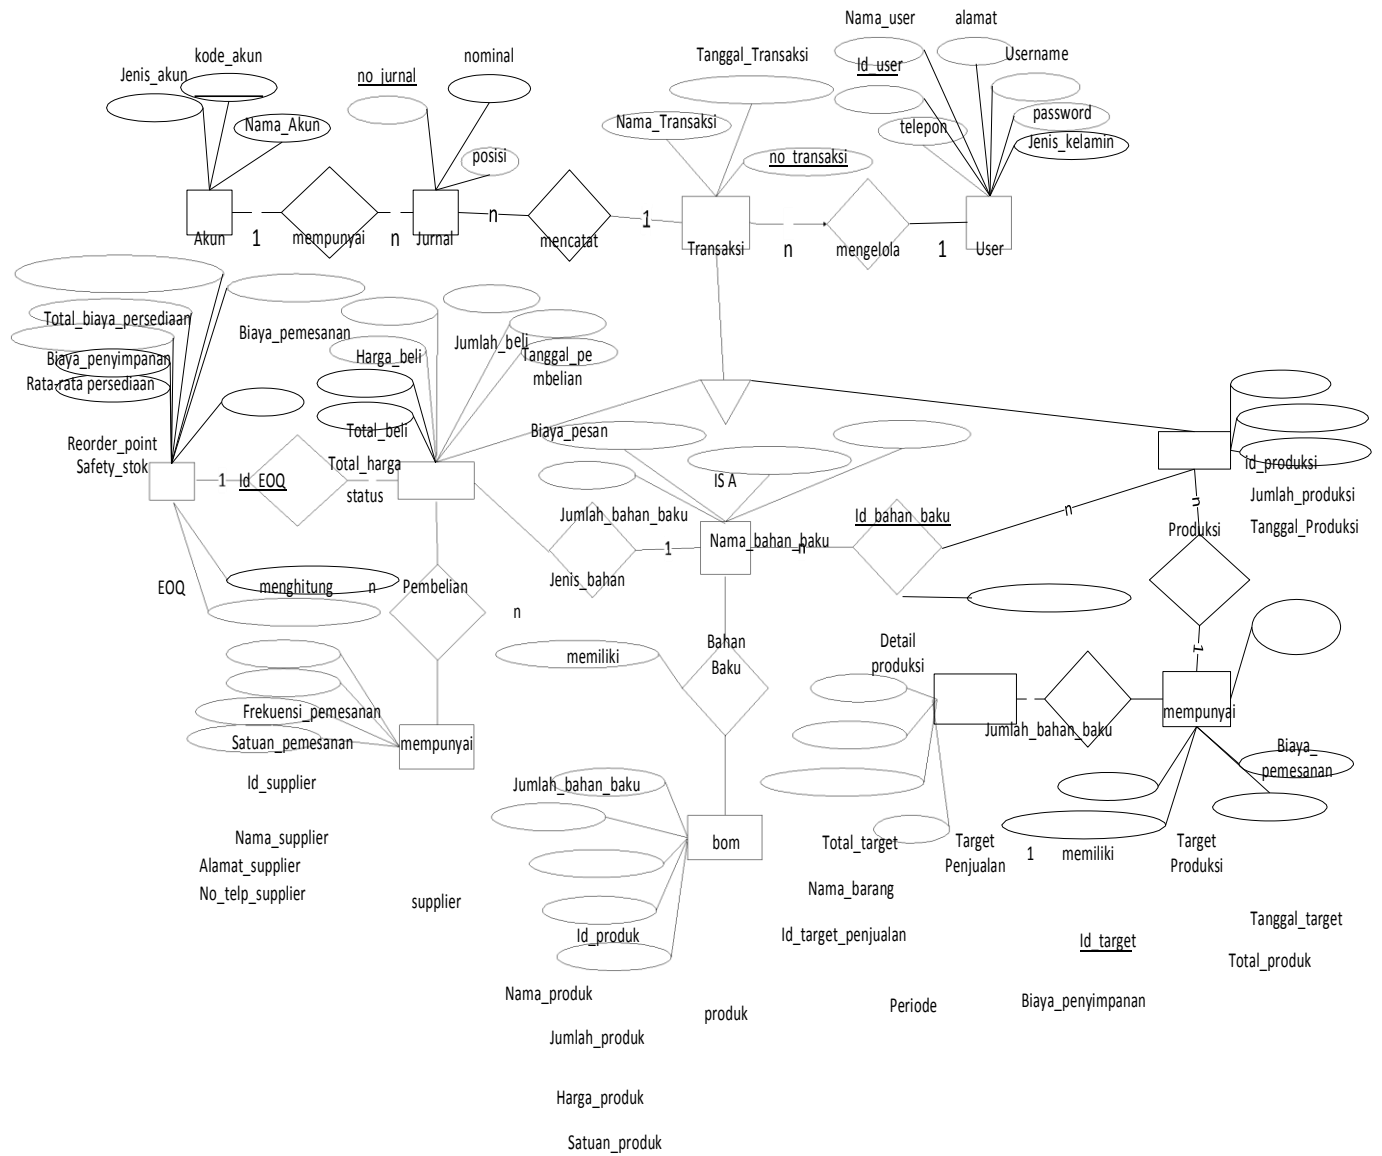 Nama_user
alamat
kode_akun
nominal
Tanggal_Transaksi
Username
Jenis_akun
no_jurnal
Id_user
Nama_Akun
Nama_Transaksi
telepon
password
posisi
no_transaksi
Jenis_kelamin
Akun
1
mempunyai
n
Jurnal
n
mencatat
1
Transaksi
n
mengelola
1
User
Total_biaya_persediaan
Biaya_pemesanan
Jumlah_beli
Biaya_penyimpanan
Harga_beli
Tanggal_pe
mbelian
Rata-rata persediaan
Reorder_point
Safety_stok
Total_beli
Biaya_pesan
Total_harga
status
1
Id_EOQ
IS A
id_produksi
Jumlah_produksi
Tanggal_Produksi
n
n
Produksi
Jumlah_bahan_baku
Id_bahan_baku
1
Nama_bahan_baku
n
Jenis_bahan
EOQ
menghitung
n
Pembelian
n
memiliki
Bahan
Baku
Detail
produksi
1
Frekuensi_pemesanan
Satuan_pemesanan
mempunyai
Jumlah_bahan_baku
mempunyai
Biaya_
pemesanan
Id_supplier
Jumlah_bahan_baku
Nama_supplier
Alamat_supplier
No_telp_supplier
supplier
bom
Total_target
Target
Penjualan
1
memiliki
Target
Produksi
Nama_barang
Id_produk
Id_target_penjualan
Id_target
Tanggal_target
Total_produk
Nama_produk
produk
Periode
Biaya_penyimpanan
Jumlah_produk
Harga_produk
Satuan_produk